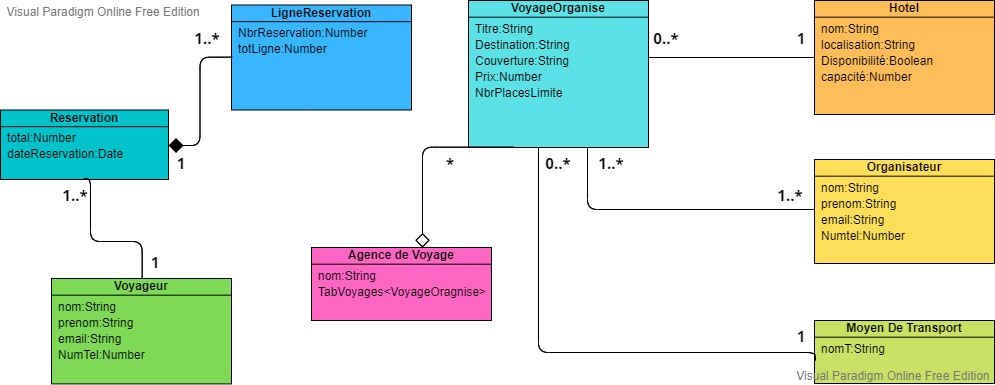 Visual Paradigm Online Free Edition
LigneReservation
NbrReservation:Number
totLigne:Number
1..*
Reservation
total:Number
dateReservation:Date
1
1..*
1
Voyageur
nom:String
prenom:String
email:String
NumTel:Number
VoyageOrganise
Titre:String
Destination:String
Couverture:String
Prix:Number
NbrPlacesLimite
0..*
1
*
0..*
1..*
Agence de Voyage
nom:String
TabVoyages<VoyageOragnise>
Hotel
nom:String
localisation:String
Disponibilité:Boolean
capacité:Number
1..*
Organisateur
nom:String
prenom:String
email:String
Numtel:Number
1
Moyen De Transport
nomT:String
Visual Paradigm Online Free Edition